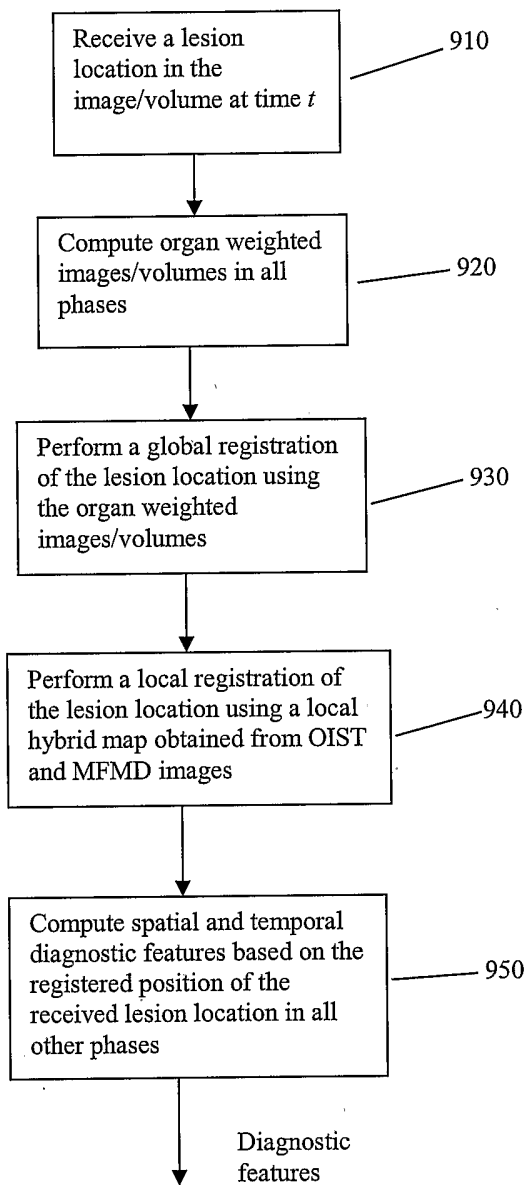 Receive a lesion
location in the
image/volume at time t
910
Compute organ weighted
images/volumes in all
phases
920
Perform a global registration
of the lesion location using
the organ weighted
images/volumes
930
Perform a local registration of
the lesion location using a local
hybrid map obtained from OIST
and MFMD images
940
Compute spatial and temporal
diagnostic features based on the
registered position of the
received lesion location in all
other phases
950
Diagnostic
features